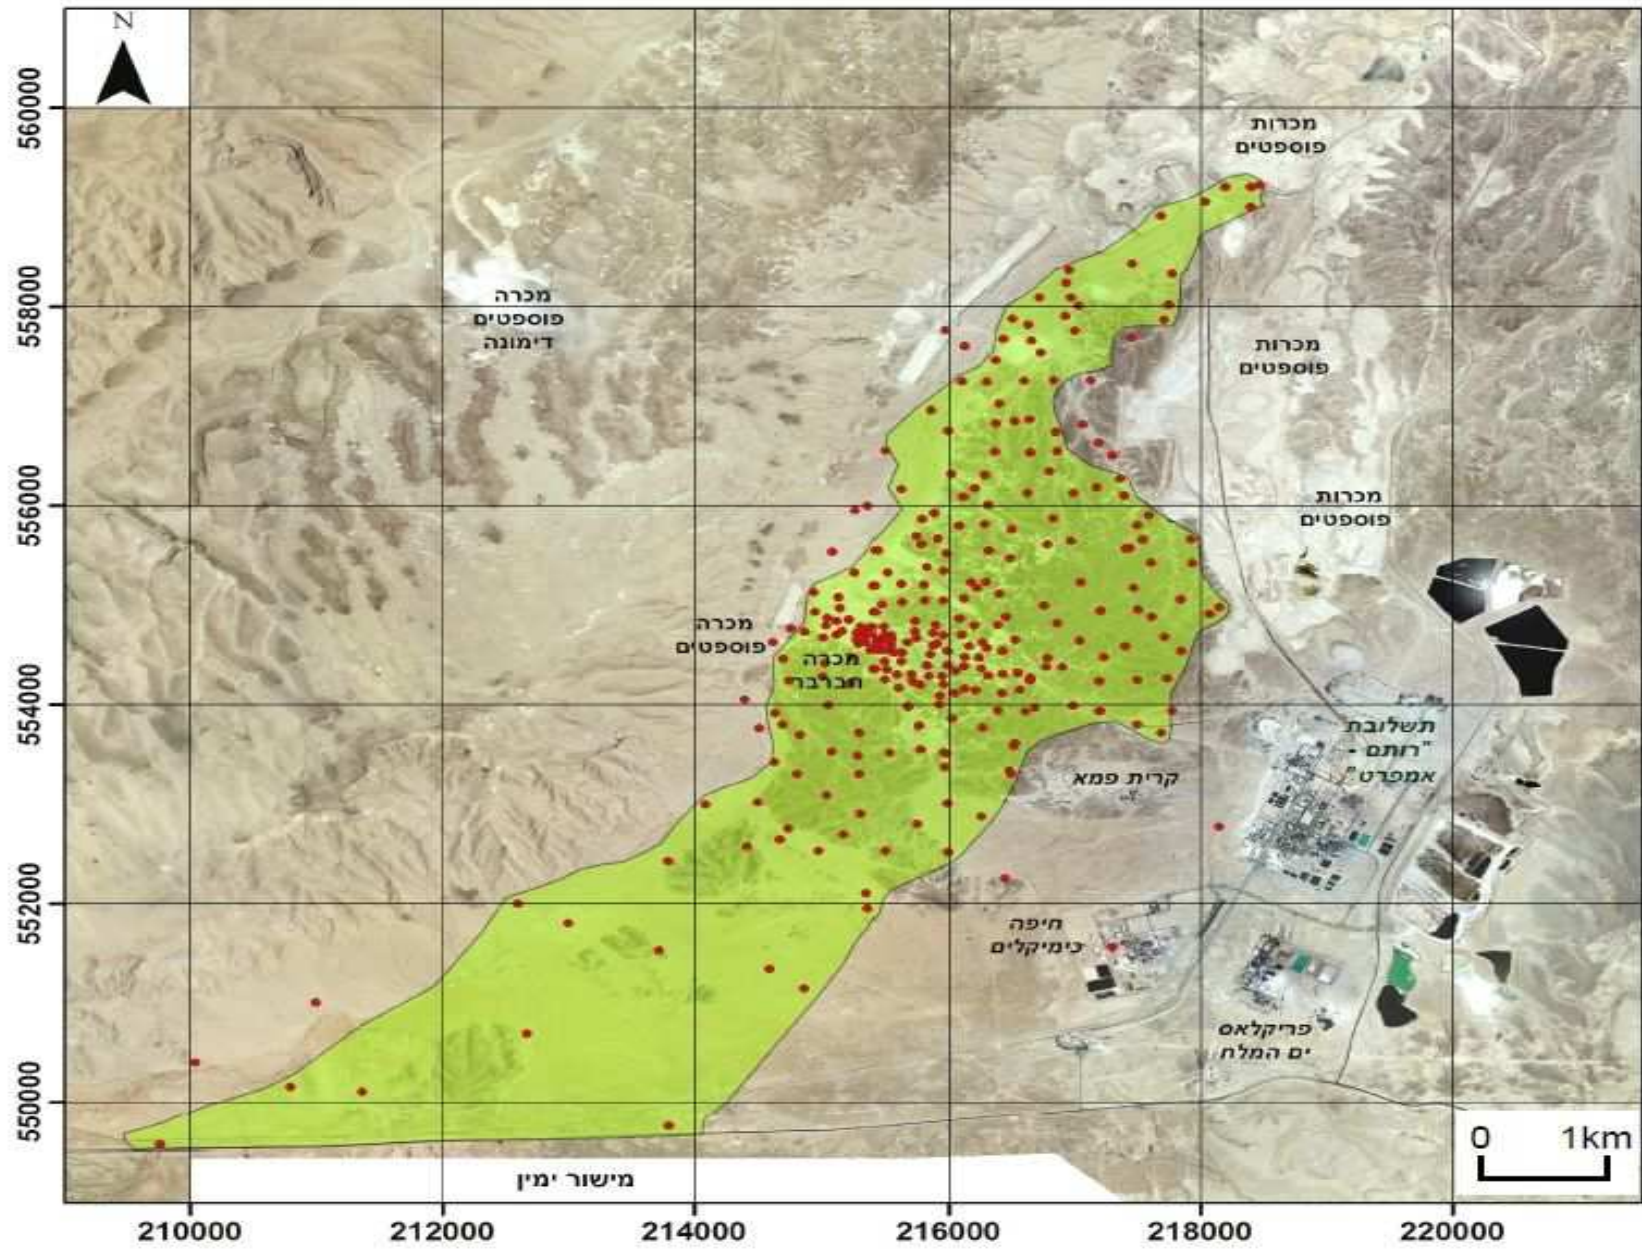 N
מכרות
פוספטים
מכרה
פוספטים
דימונה
מכרות
פוספטים
מכרות
פוספטים
מכרה
פוספטים
מכרה
חברבר
תשלובת
"רותם -
אמפרט"
קרית פמא
חיפה
כימיקלים
פריקלאס
ים המלח
מישור ימין
0 1km
560000
558000
556000
554000
552000
550000
210000 212000 214000 216000 218000 220000